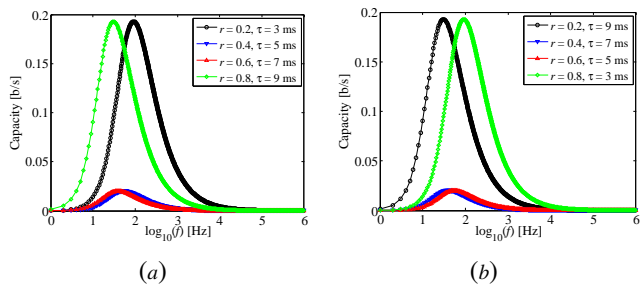 0.2
0.15
0.1
0.05
0
Capacity [b/s]
r = 0.2, τ = 3 ms
r = 0.4, τ = 5 ms
r = 0.6, τ = 7 ms
r = 0.8, τ = 9 ms
0 1 2 3 4 5 6
log10(f) [Hz]
(a)
0.2
0.15
0.1
0.05
0
Capacity [b/s]
r = 0.2, τ = 9 ms
r = 0.4, τ = 7 ms
r = 0.6, τ = 5 ms
r = 0.8, τ = 3 ms
0 1 2 3 4 5 6
log10(f) [Hz]
(b)